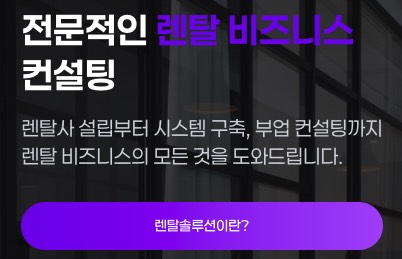 전문적인 렌탈 비즈니스
컨설팅
렌탈사 설립부터 시스템 구축, 부업 컨설팅까지
렌탈 비즈니스의 모든 것을 도와드립니다.
렌탈솔루션이란?